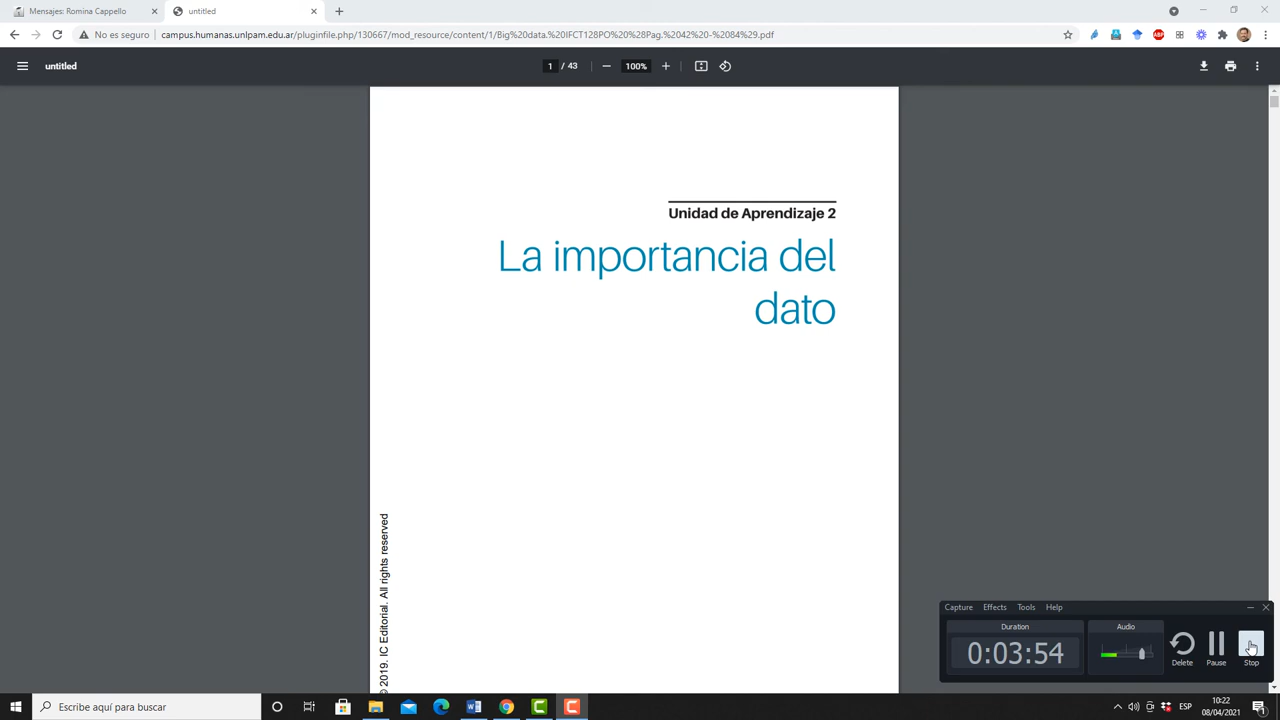 Mensajes: Romina Cappello
untitled
No es seguro
campus.humanas.unlpam.edu.ar/pluginfile.php/130667/mod_resource/content/1/Big%20data.%20IFCT128PO%20%28Pag.%2042%20-%2084%29.pdf
ABP
untitled
1 / 43
100%
Unidad de Aprendizaje 2
La importancia del
dato
© 2019. IC Editorial. All rights reserved
Capture Effects Tools Help
Duration
Audio
0:03:54
Delete
Pause
Stop
Escribe aquí para buscar
ESP
10:22
08/04/2021